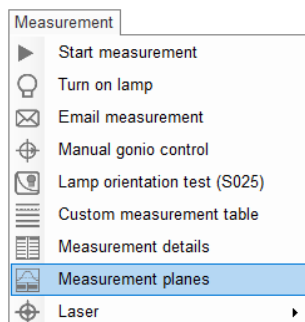 Measurement
Start measurement
Turn on lamp
Email measurement
Manual gonio control
Lamp orientation test (S025)
Custom measurement table
Measurement details
Measurement planes
Laser